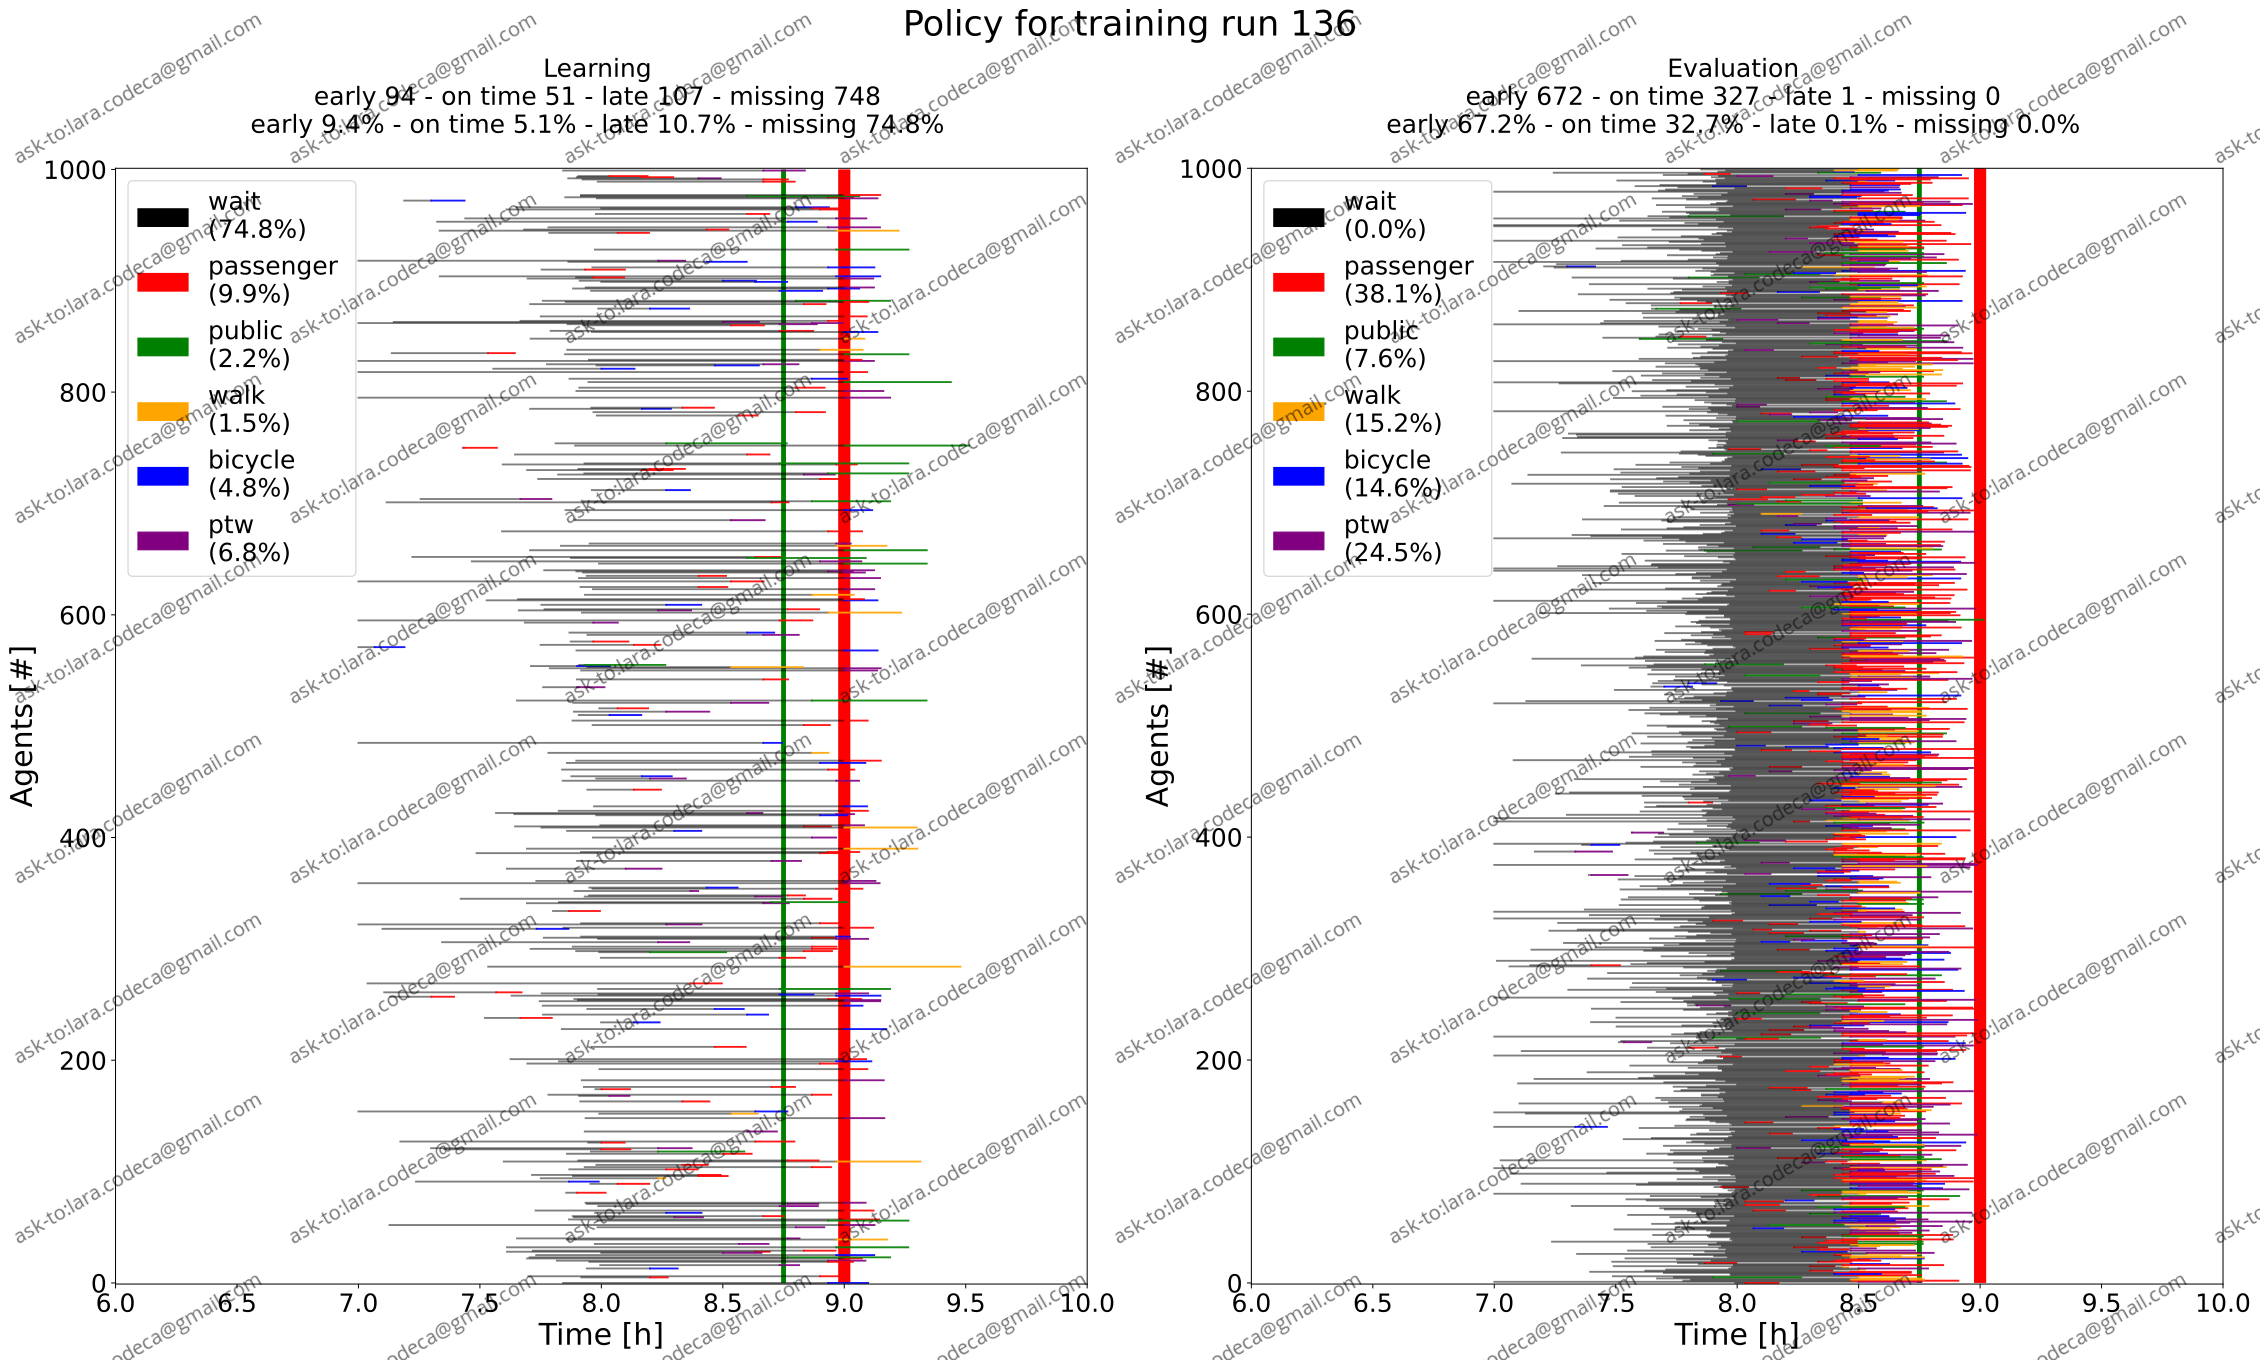 Policy for training run 136
Learning
early 94 - on time 51 - late 107 - missing 748
early 9.4% - on time 5.1% - late 10.7% - missing 74.8%
1000
800
600
400
200
0
Agents [#]
wait
(74.8%)
passenger
(9.9%)
public
(2.2%)
walk
(1.5%)
bicycle
(4.8%)
ptw
(6.8%)
6.0 6.5 7.0 7.5 8.0 8.5 9.0 9.5 10.0
Time [h]
Evaluation
early 672 - on time 327 - late 1 - missing 0
early 67.2% - on time 32.7% - late 0.1% - missing 0.0%
1000
800
600
400
200
0
Agents [#]
wait
(0.0%)
passenger
(38.1%)
public
(7.6%)
walk
(15.2%)
bicycle
(14.6%)
ptw
(24.5%)
6.0 6.5 7.0 7.5 8.0 8.5 9.0 9.5 10.0
Time [h]
ask-to:lara.codeca@gmail.com